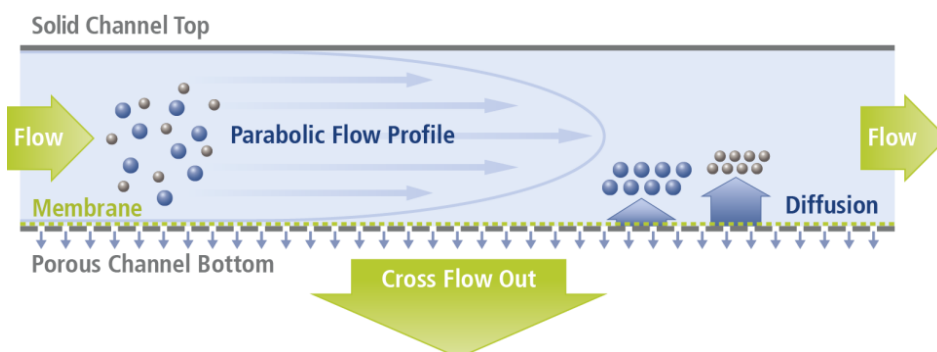 Solid Channel Top
Flow
Parabolic Flow Profile
Flow
Membrane
Diffusion
Porous Channel Bottom
Cross Flow Out